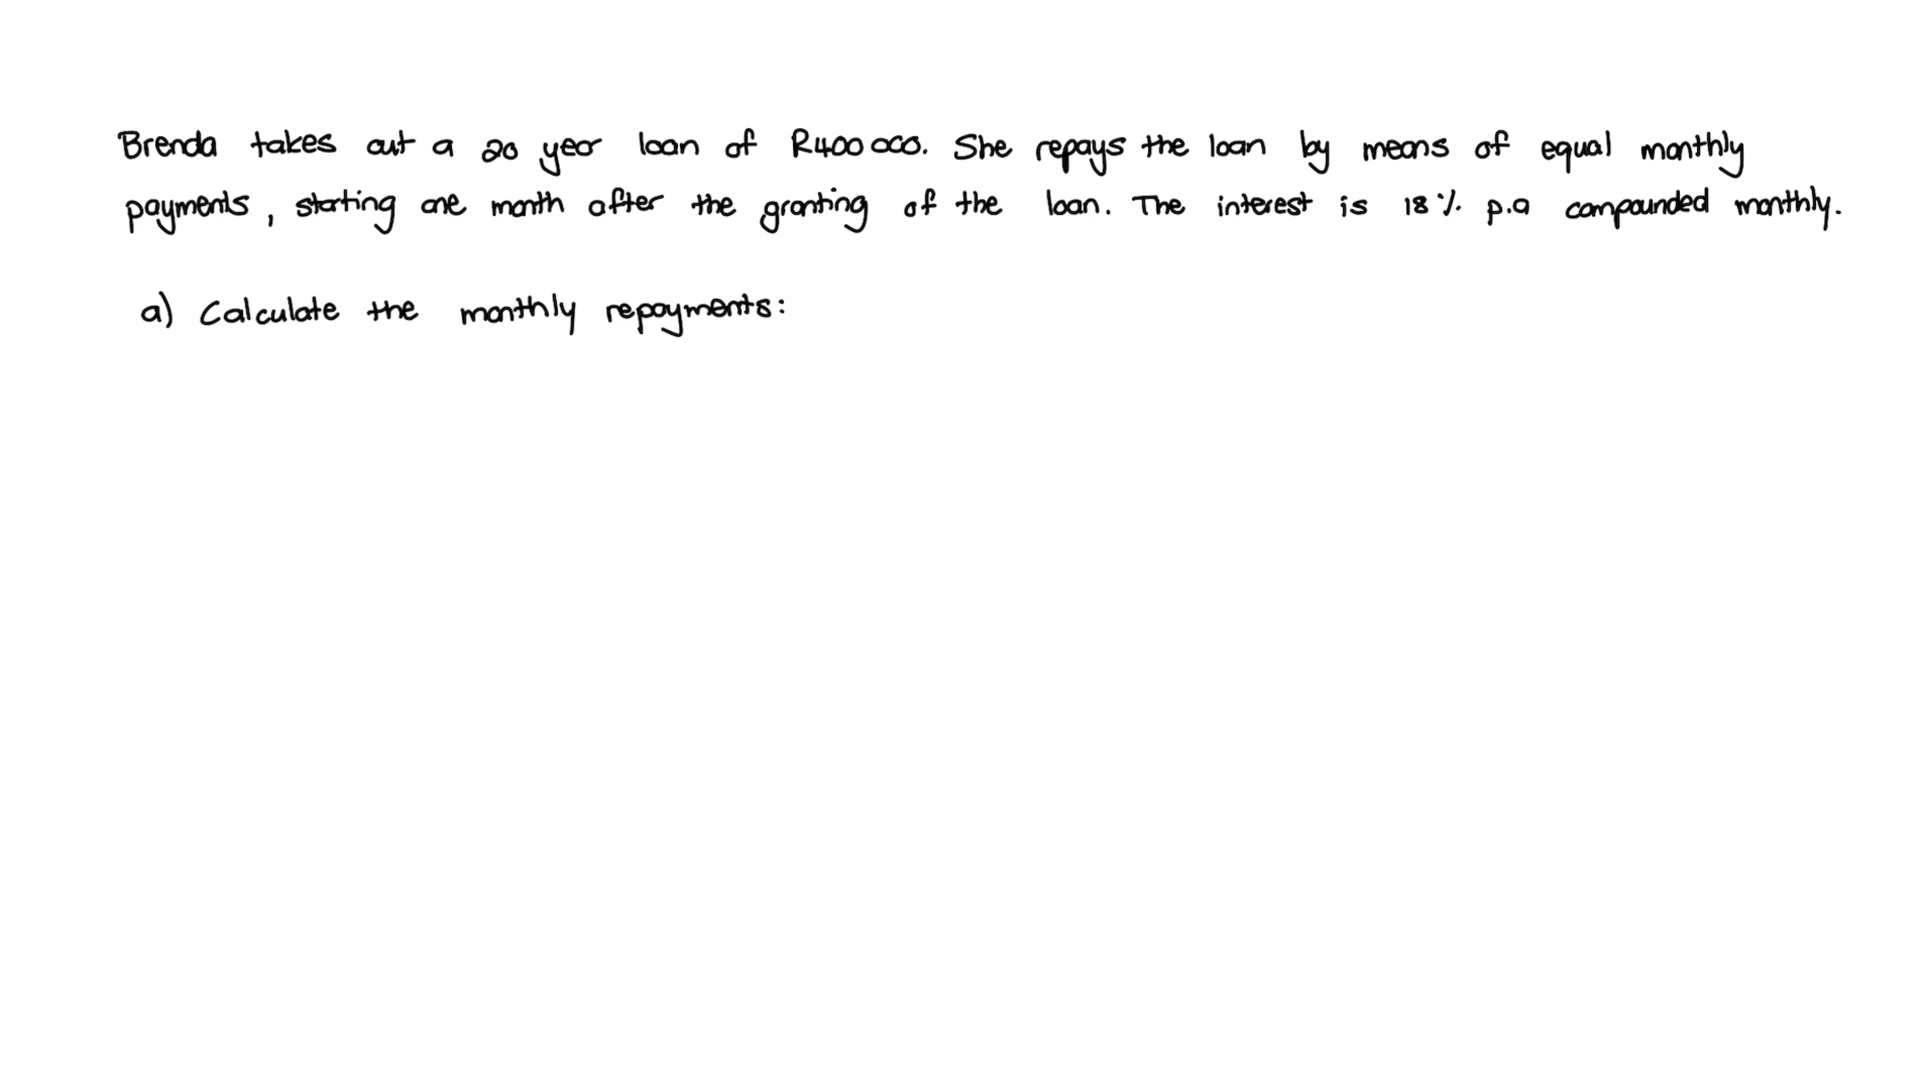 Brenda takes out a 20 year loan of R400 000. She repays the loan by means of equal monthly
payments, starting one month after the granting of the loan. The interest is 18% p.a compounded monthly.
a) Calculate the monthly repayments: